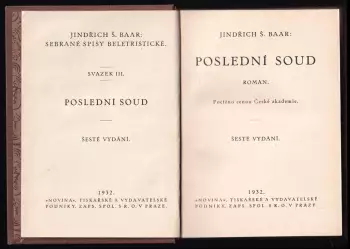 JINDŘICH Š. BAAR:
SEBRANÉ SPISY BELETRISTICKÉ.
SVAZEK III.
POSLEDNÍ SOUD
ŠESTÉ VYDÁNÍ.
1932.
»NOVINA«, TISKAŘSKÉ A VYDAVATELSKÉ
PODNIKY, ZAPS. SPOL. S R. O. V PRAZE.
JINDŘICH Š. BAAR:
POSLEDNÍ SOUD
ROMAN.
Poctěno cenou České akademie.
ŠESTÉ VYDÁNÍ.
1932.
»NOVINA«, TISKAŘSKÉ A VYDAVATELSKÉ
PODNIKY, ZAPS. SPOL. S R. O. V PRAZE